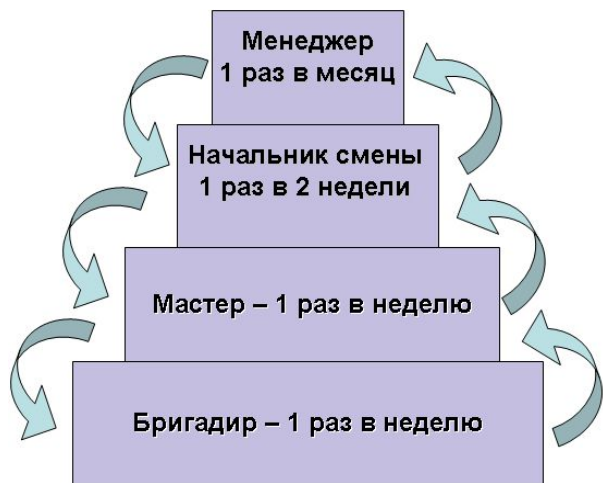 Менеджер
1 раз в месяц
Начальник смены
1 раз в 2 недели
Мастер – 1 раз в неделю
Бригадир – 1 раз в неделю